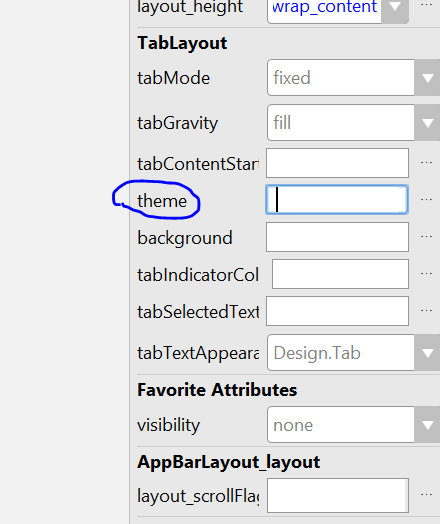 layout_height wrap_content ...
TabLayout
tabMode fixed ...
tabGravity fill ...
tabContentStart ...
theme ...
background ...
tabIndicatorCol ...
tabSelectedText ...
tabTextAppeara Design.Tab ...
Favorite Attributes
visibility none ...
AppBarLayout_layout
layout_scrollFlag ...